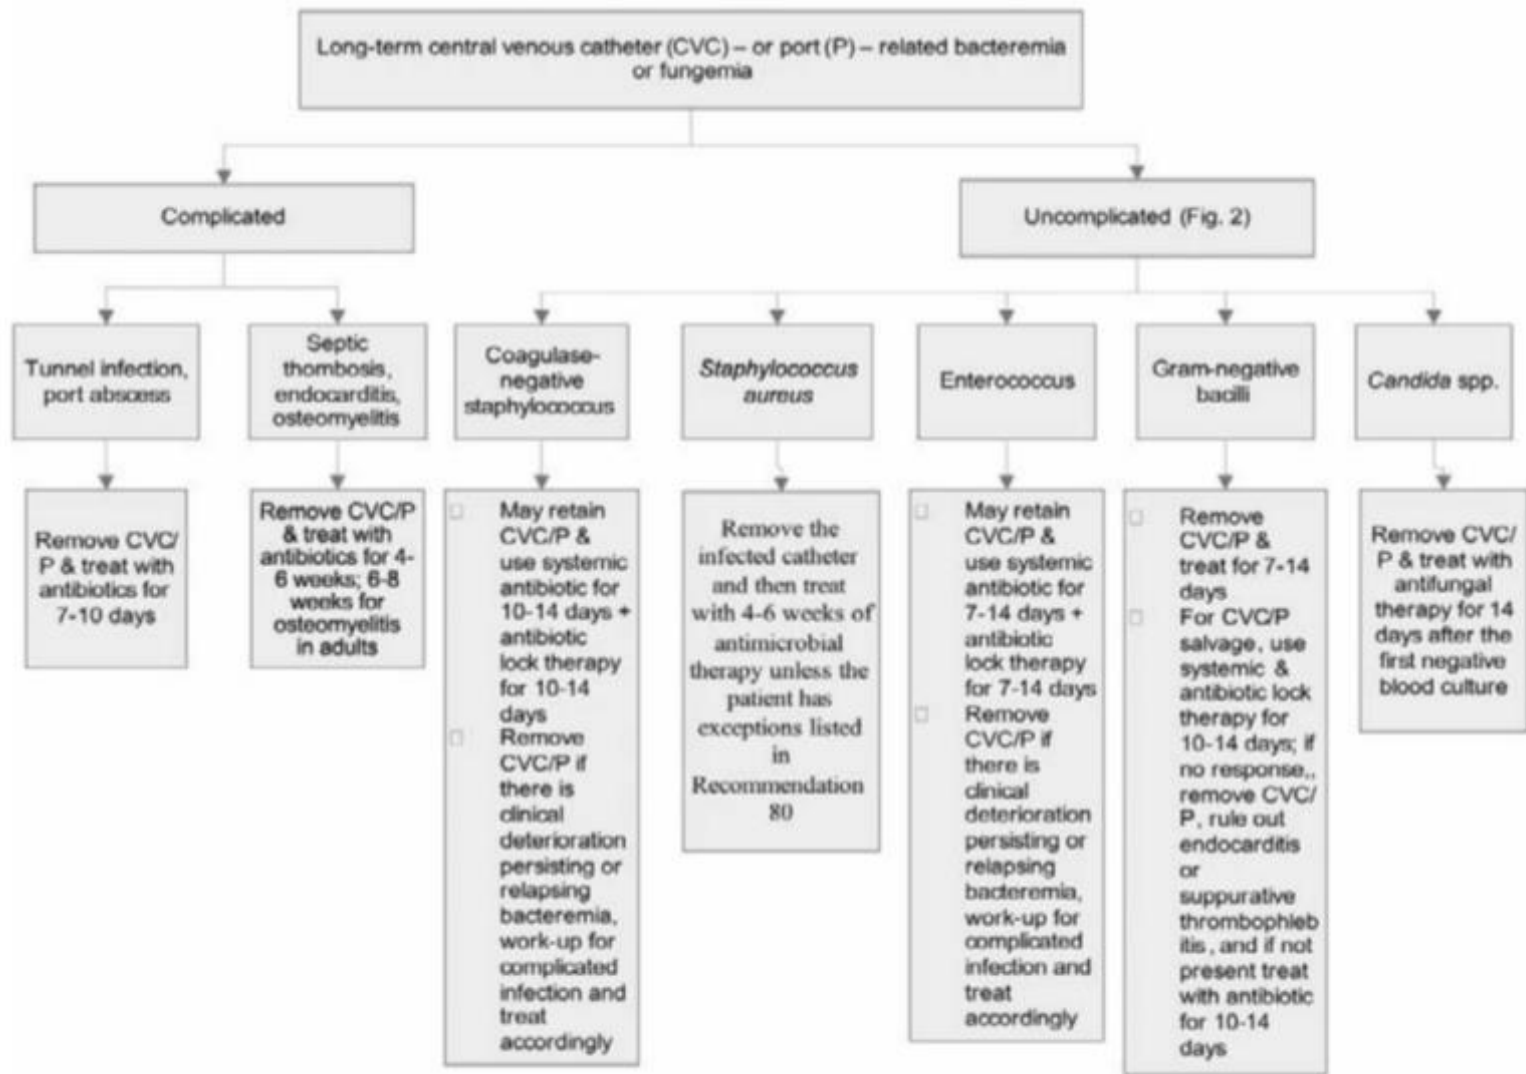 Long-term central venous catheter (CVC) – or port (P) – related bacteremia
or fungemia
Complicated
Uncomplicated (Fig. 2)
Tunnel infection,
port abscess
Septic
thombosis,
endocarditis,
osteomyelitis
Coagulase-
negative
staphylococcus
Staphylococcus
aureus
Enterococcus
Gram-negative
bacilli
Candida spp.
Remove CVC/
P & treat with
antibiotics for
7-10 days
Remove CVC/P
& treat with
antibiotics for 4-
6 weeks; 6-8
weeks for
osteomyelitis
in adults
May retain
CVC/P &
use systemic
antibiotic for
10-14 days +
antibiotic
lock therapy
for 10-14
days
Remove
CVC/P if
there is
clinical
deterioration
persisting or
relapsing
bacteremia,
work-up for
complicated
infection and
treat
accordingly
Remove the
infected catheter
and then treat
with 4-6 weeks of
antimicrobial
therapy unless the
patient has
exceptions listed
in
Recommendation
80
May retain
CVC/P &
use systemic
antibiotic for
7-14 days +
antibiotic
lock therapy
for 7-14 days
Remove
CVC/P if
there is
clinical
deterioration
persisting or
relapsing
bacteremia,
work-up for
complicated
infection and
treat
accordingly
Remove
CVC/P &
treat for 7-14
days
For CVC/P
salvage, use
systemic &
antibiotic lock
therapy for
10-14 days; if
no response,,
remove CVC/
P, rule out
endocarditis
or
suppurative
thrombophleb
itis, and if not
present treat
with antibiotic
for 10-14
days
Remove CVC/
P & treat with
antifungal
therapy for 14
days after the
first negative
blood culture